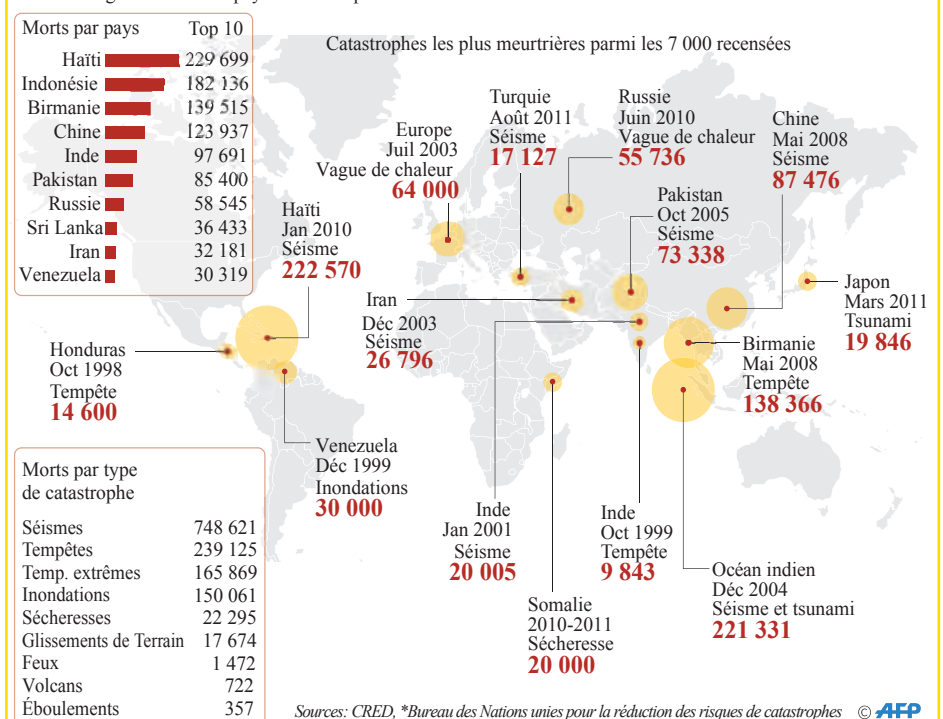 Morts par pays Top 10
Haïti 229 699
Indonésie 182 136
Birmanie 139 515
Chine 123 937
Inde 97 691
Pakistan 85 400
Russie 58 545
Sri Lanka 36 433
Iran 32 181
Venezuela 30 319
Catastrophes les plus meurtrières parmi les 7 000 recensées
Europe
Juil 2003
Vague de chaleur
64 000
Turquie
Août 2011
Séisme
17 127
Russie
Juin 2010
Vague de chaleur
55 736
Chine
Mai 2008
Séisme
87 476
Haïti
Jan 2010
Séisme
222 570
Pakistan
Oct 2005
Séisme
73 338
Iran
Déc 2003
Séisme
26 796
Japon
Mars 2011
Tsunami
19 846
Honduras
Oct 1998
Tempête
14 600
Birmanie
Mai 2008
Tempête
138 366
Venezuela
Déc 1999
Inondations
30 000
Inde
Jan 2001
Séisme
20 005
Inde
Oct 1999
Tempête
9 843
Somalie
2010-2011
Sécheresse
20 000
Océan indien
Déc 2004
Séisme et tsunami
221 331
Morts par type
de catastrophe
Séismes 748 621
Tempêtes 239 125
Temp. extrêmes 165 869
Inondations 150 061
Sécheresses 22 295
Glissements de Terrain 17 674
Feux 1 472
Volcans 722
Éboulements 357
Sources: CRED, *Bureau des Nations unies pour la réduction des risques de catastrophes © AFP